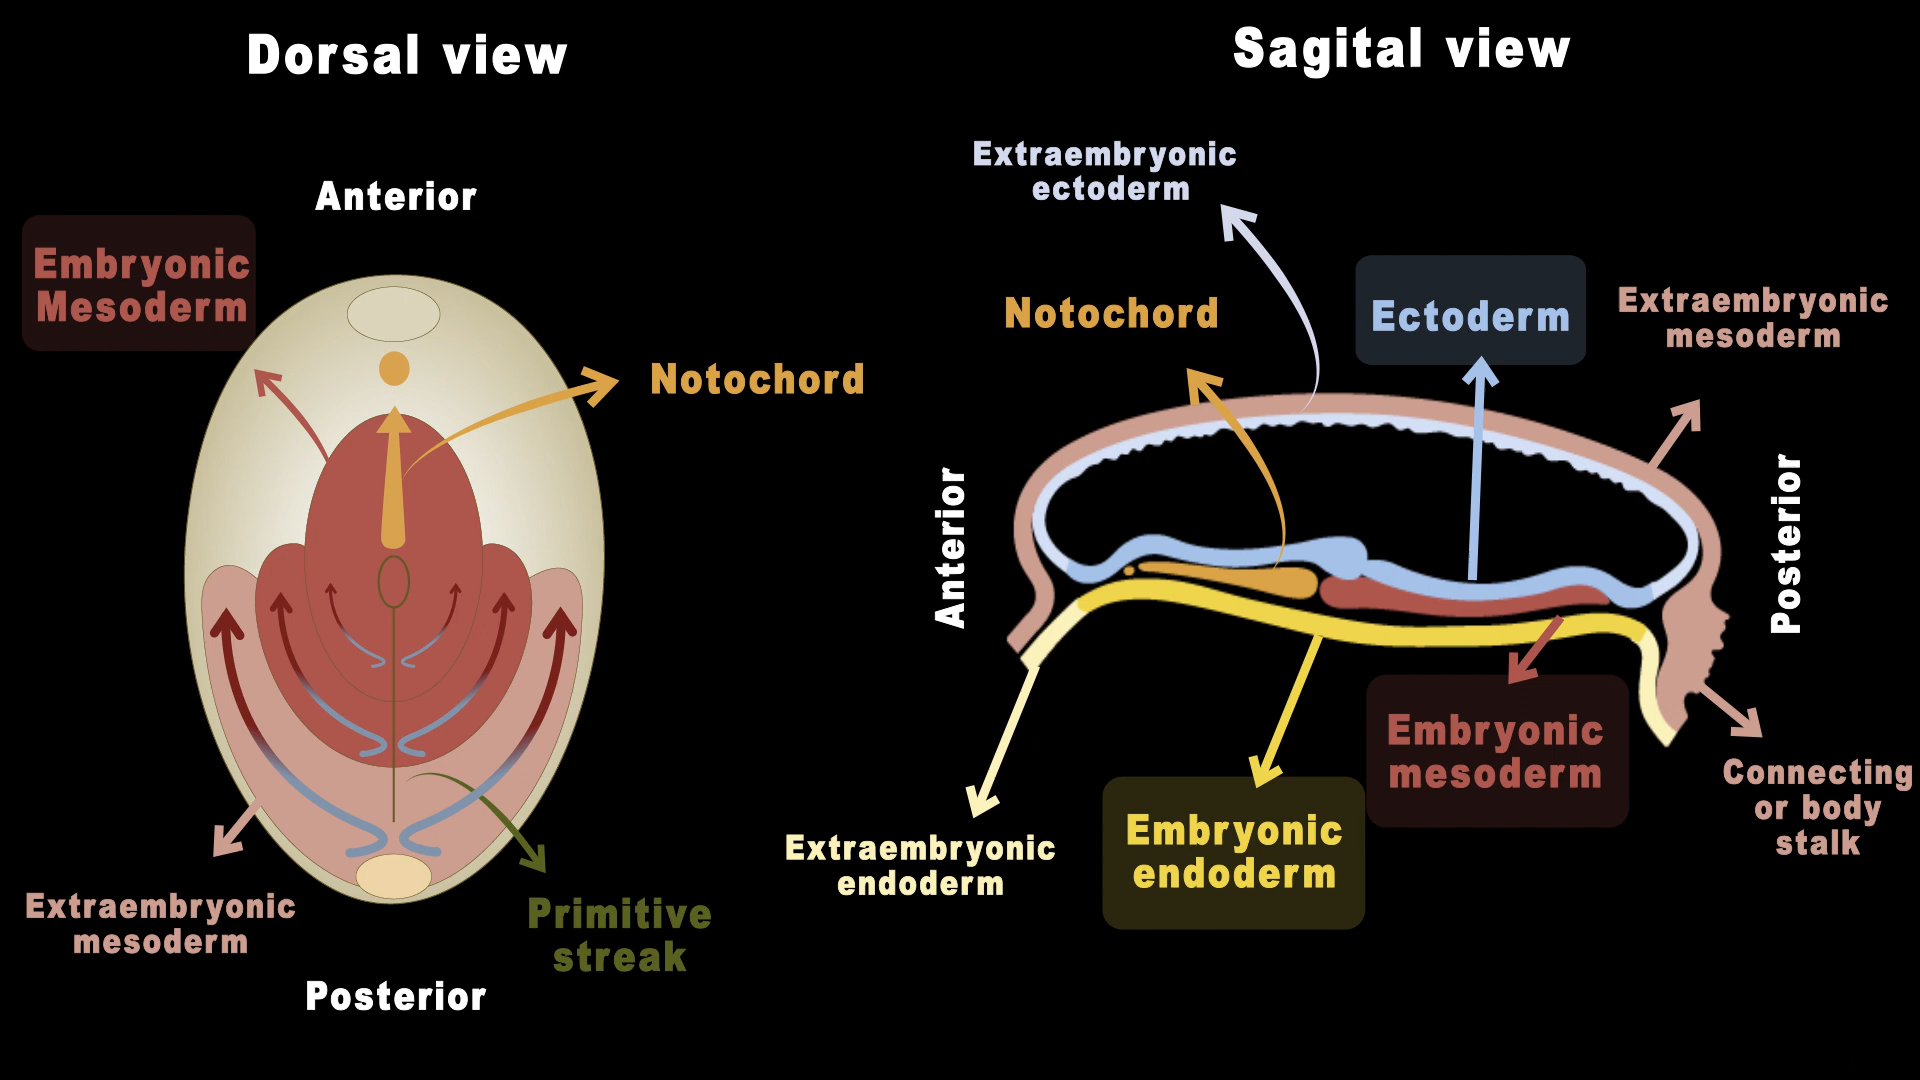 Dorsal view
Anterior
Embryonic
Mesoderm
Notochord
Extraembryonic
mesoderm
Primitive
streak
Posterior
Sagital view
Extraembryonic
ectoderm
Notochord
Ectoderm
Extraembryonic
mesoderm
Anterior
Posterior
Embryonic
mesoderm
Connecting
or body
stalk
Embryonic
endoderm
Extraembryonic
endoderm